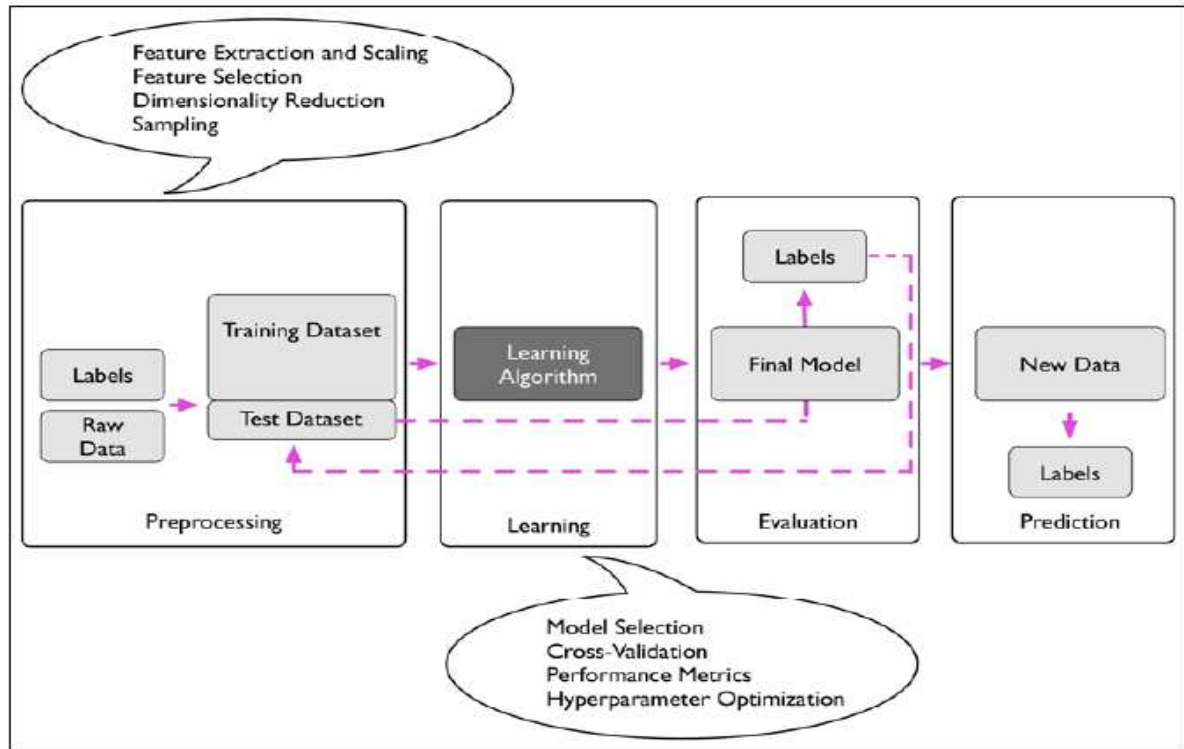 Feature Extraction and Scaling
Feature Selection
Dimensionality Reduction
Sampling
Labels
Raw
Data
Training Dataset
Test Dataset
Preprocessing
Learning
Algorithm
Learning
Labels
Final Model
Evaluation
New Data
Labels
Prediction
Model Selection
Cross-Validation
Performance Metrics
Hyperparameter Optimization